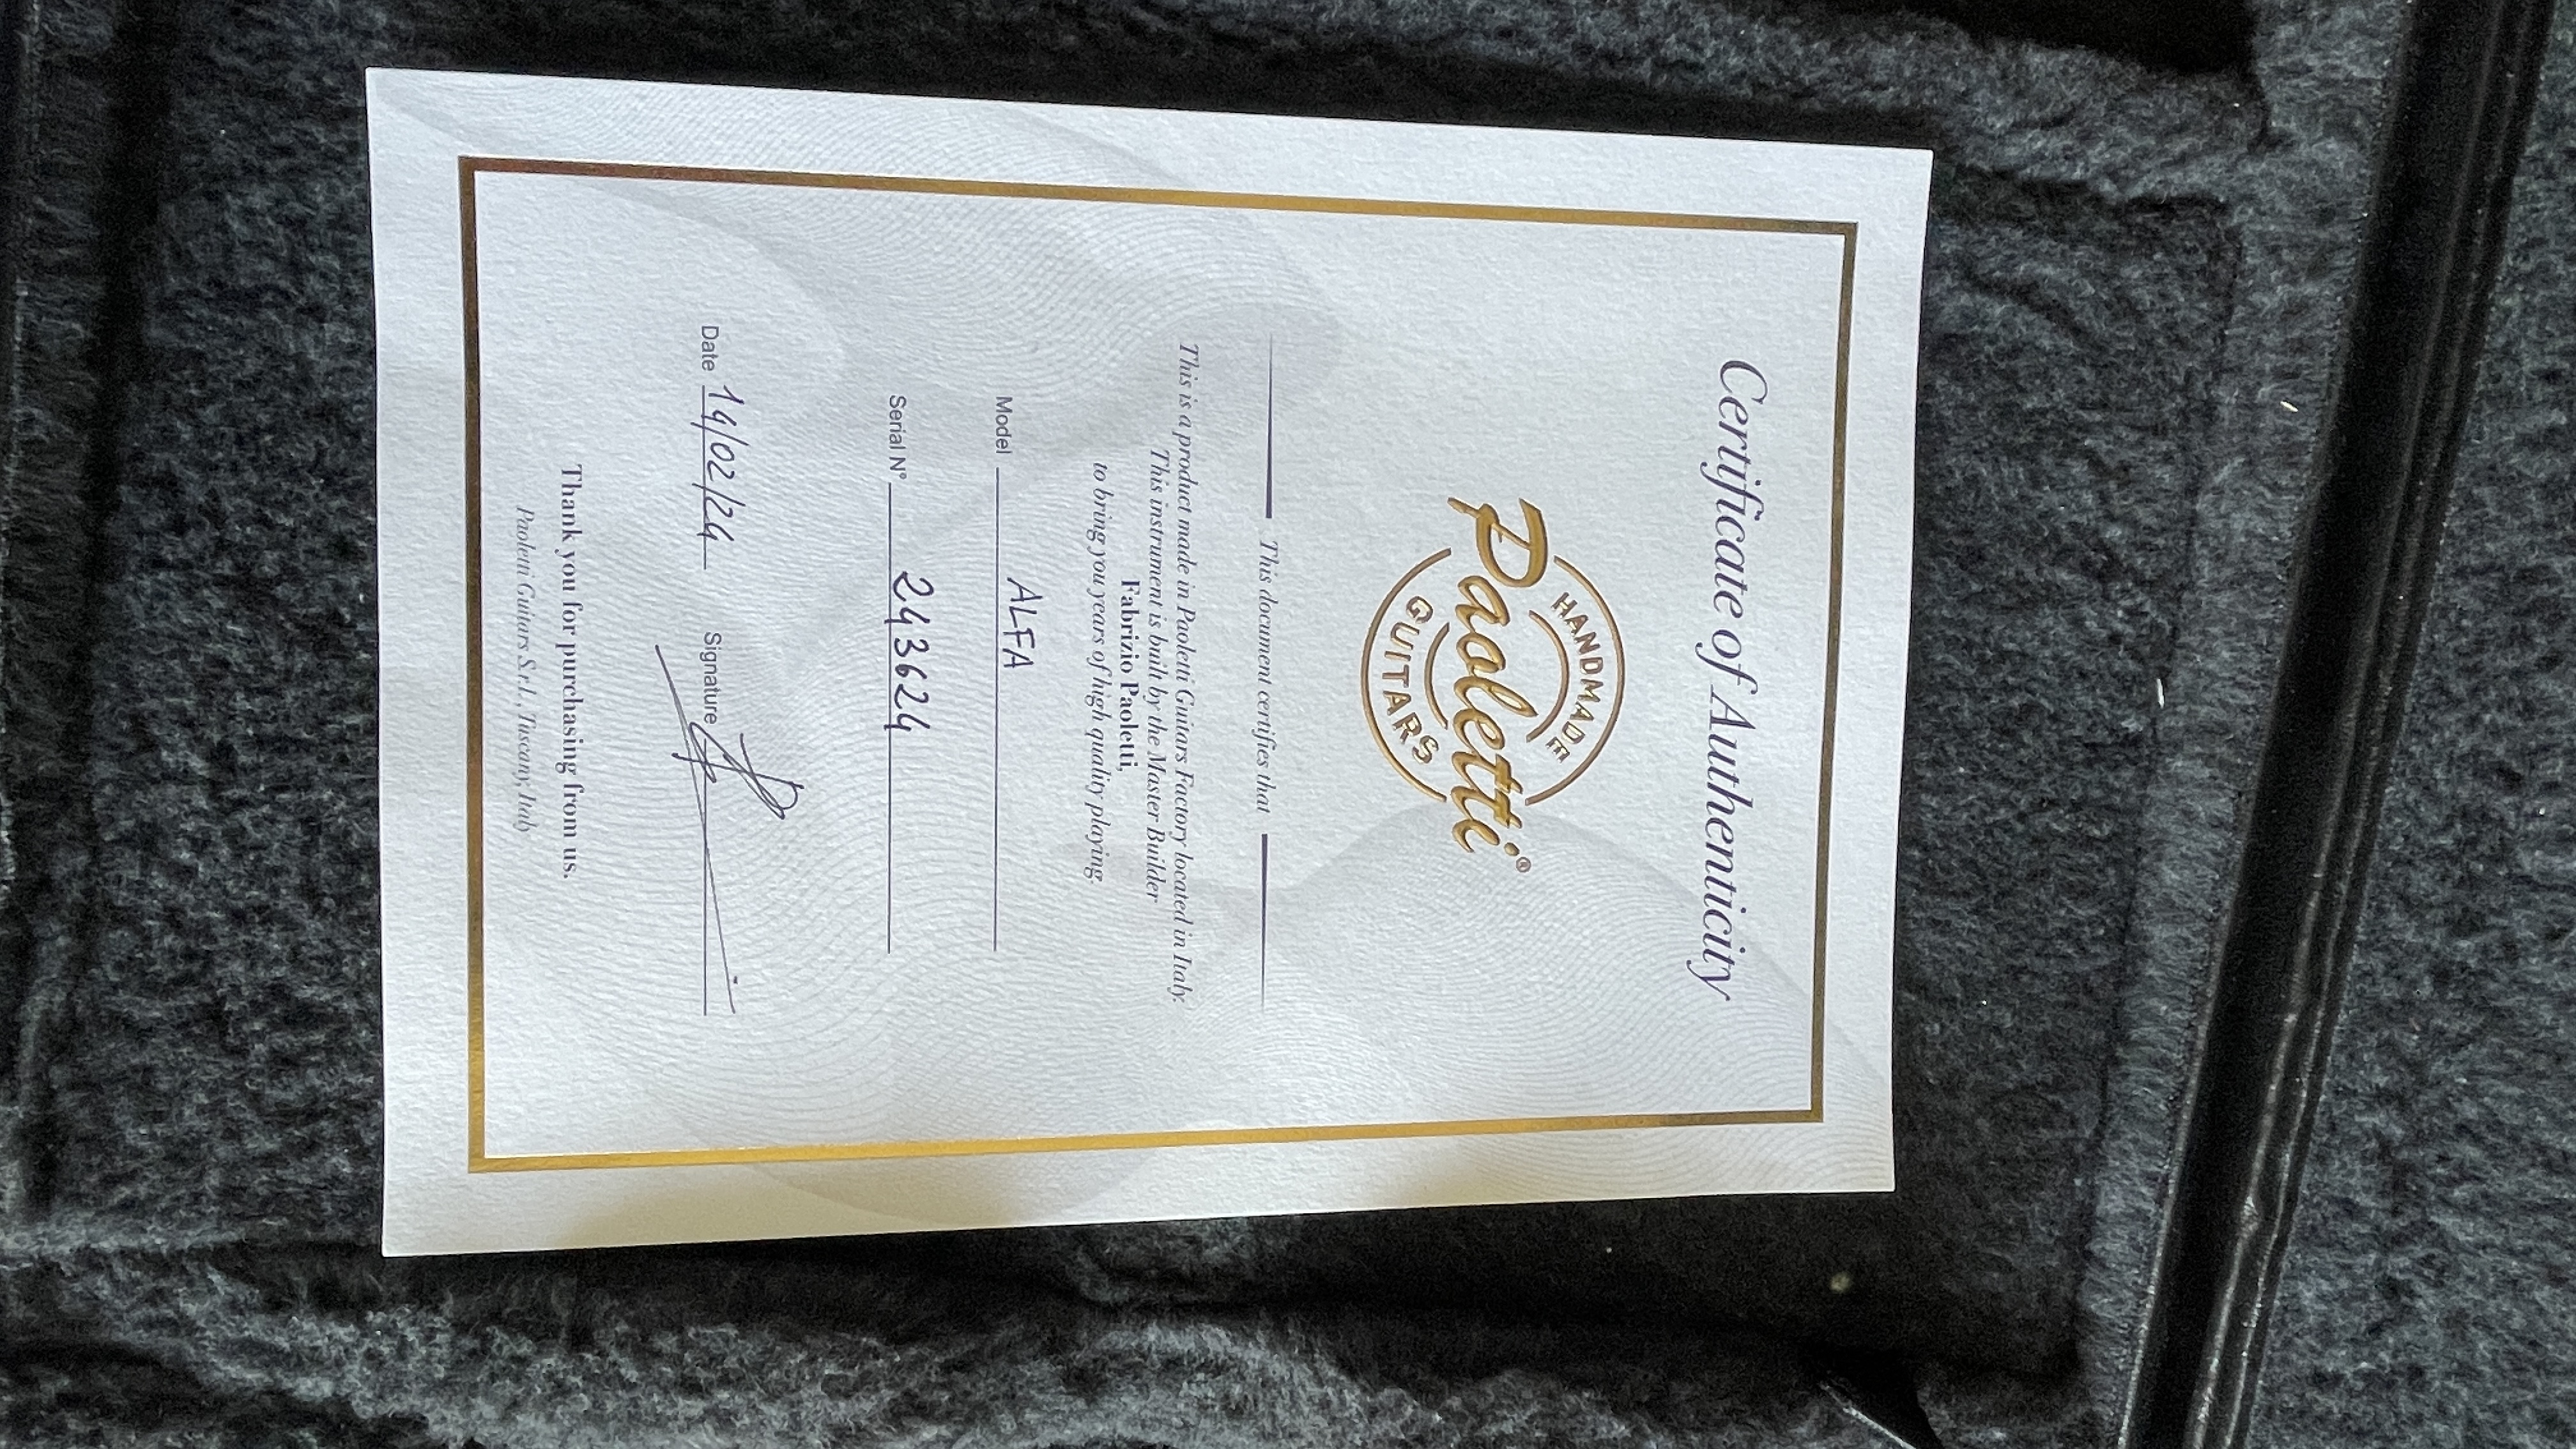 Certificate of Authenticity
HANDMADE
Paoletti®
GUITARS
This document certifies that
This is a product made in Paoletti Guitars Factory located in Italy.
This instrument is built by the Master Builder
Fabrizio Paoletti,
to bring you years of high quality playing.
Model ALFA
Serial N° 243624
Date 14/02/24 Signature
Thank you for purchasing from us.
Paoletti Guitars S.r.l., Tuscany, Italy